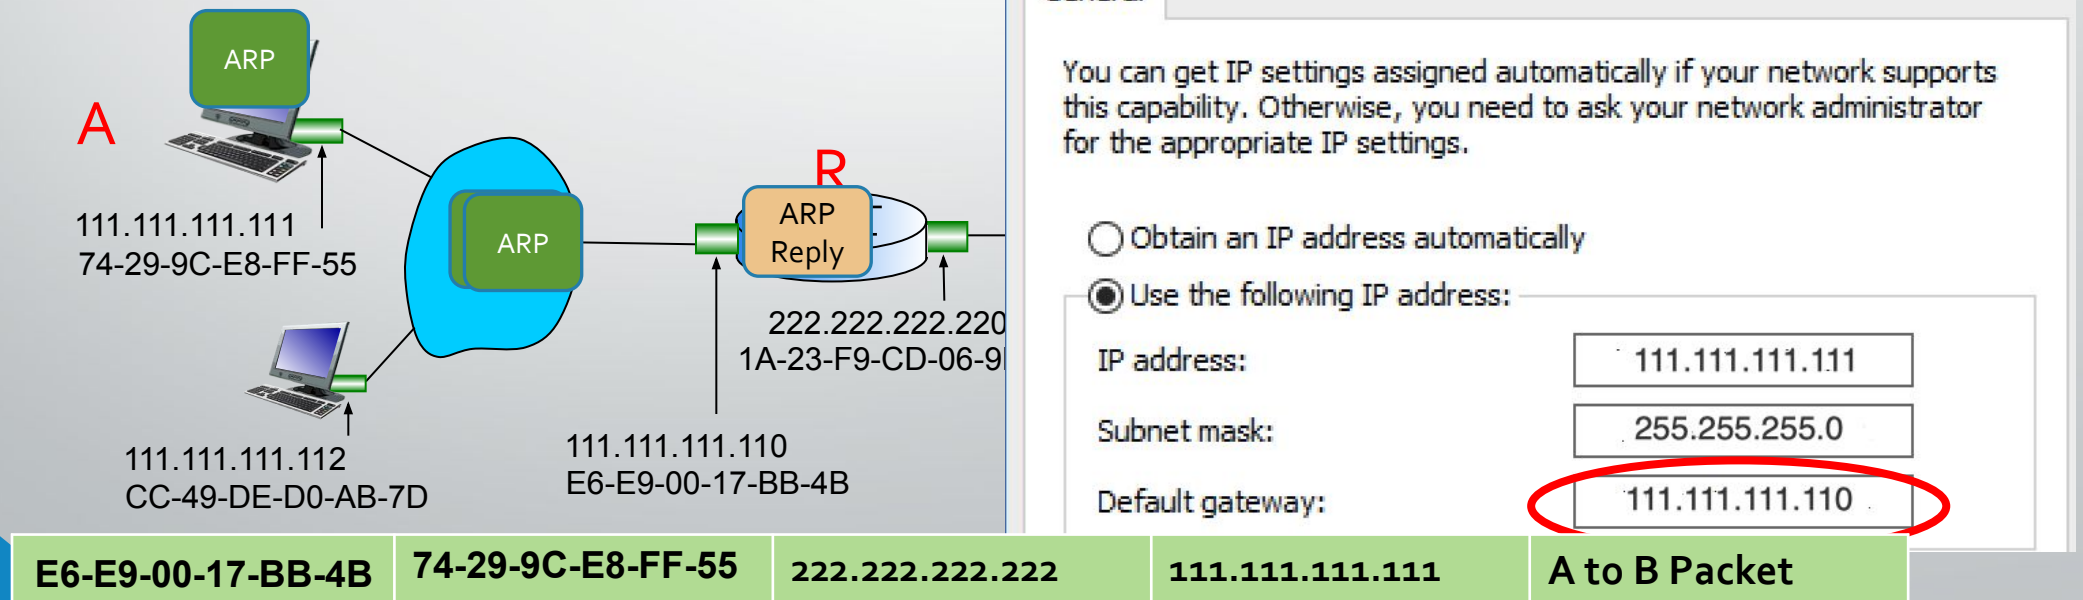 ARP
A
111.111.111.111
74-29-9C-E8-FF-55
ARP
R
ARP
Reply
222.222.222.220
1A-23-F9-CD-06-9
111.111.111.112
CC-49-DE-D0-AB-7D
111.111.111.110
E6-E9-00-17-BB-4B
You can get IP settings assigned automatically if your network supports
this capability. Otherwise, you need to ask your network administrator
for the appropriate IP settings.
Obtain an IP address automatically
Use the following IP address:
IP address: 111.111.111.111
Subnet mask: 255.255.255.0
Default gateway: 111.111.111.110
E6-E9-00-17-BB-4B 74-29-9C-E8-FF-55 222.222.222.222 111.111.111.111 A to B Packet